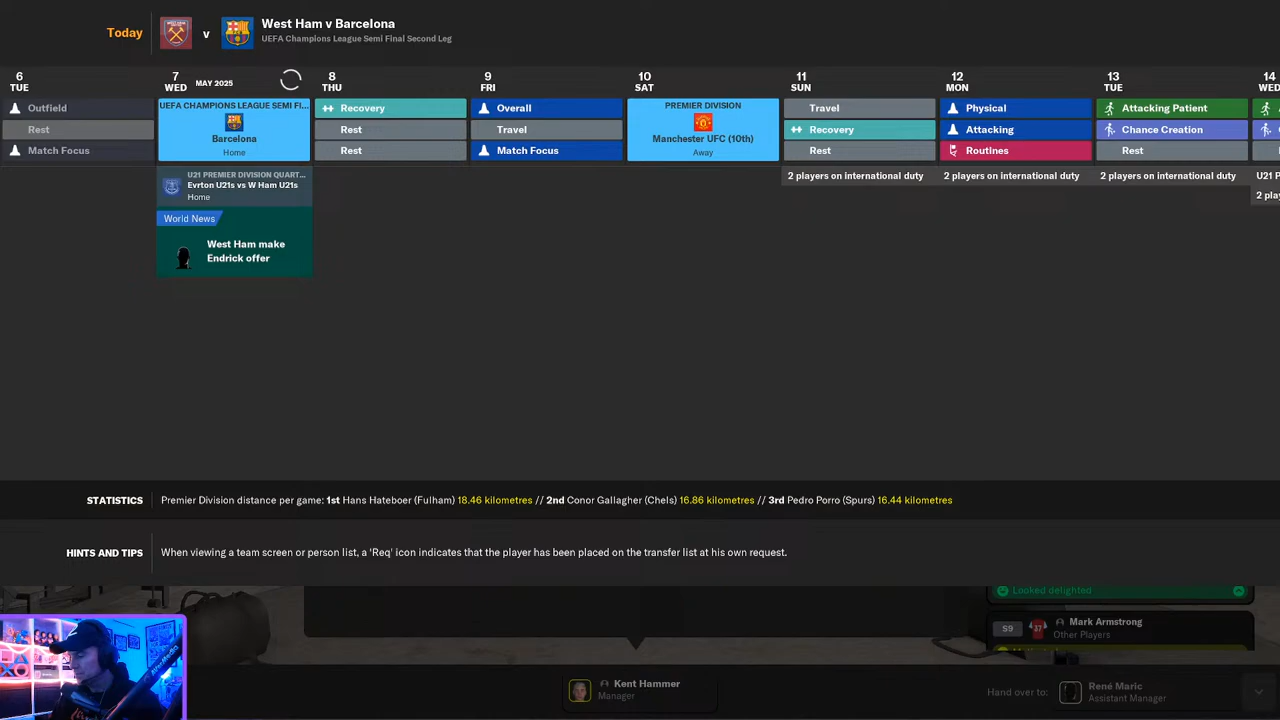 West Ham v Barcelona
Today
v
UEFA Champions League Semi Final Second Leg
6
TUE
7
WED
MAY 2025
8
THU
9
FRI
10
SAT
11
SUN
12
MON
13
TUE
14
WED
Outfield
Rest
Match Focus
UEFA CHAMPIONS LEAGUE SEMI FI...
Barcelona
Home
Recovery
Rest
Rest
Overall
Travel
Match Focus
PREMIER DIVISION
Manchester UFC (10th)
Away
Travel
Recovery
Rest
Physical
Attacking
Routines
Attacking Patient
Chance Creation
Rest
U21 PREMIER DIVISION QUART...
Evrton U21s vs W Ham U21s
Home
World News
West Ham make
Endrick offer
2 players on international duty
2 players on international duty
2 players on international duty
U21 P
2 play
STATISTICS
Premier Division distance per game: 1st Hans Hateboer (Fulham) 18.46 kilometres // 2nd Conor Gallagher (Chels) 16.86 kilometres // 3rd Pedro Porro (Spurs) 16.44 kilometres
HINTS AND TIPS
When viewing a team screen or person list, a 'Req' icon indicates that the player has been placed on the transfer list at his own request.
Looked delighted
S9
37
Mark Armstrong
Other Players
Kent Hammer
Manager
Hand over to:
René Maric
Assistant Manager